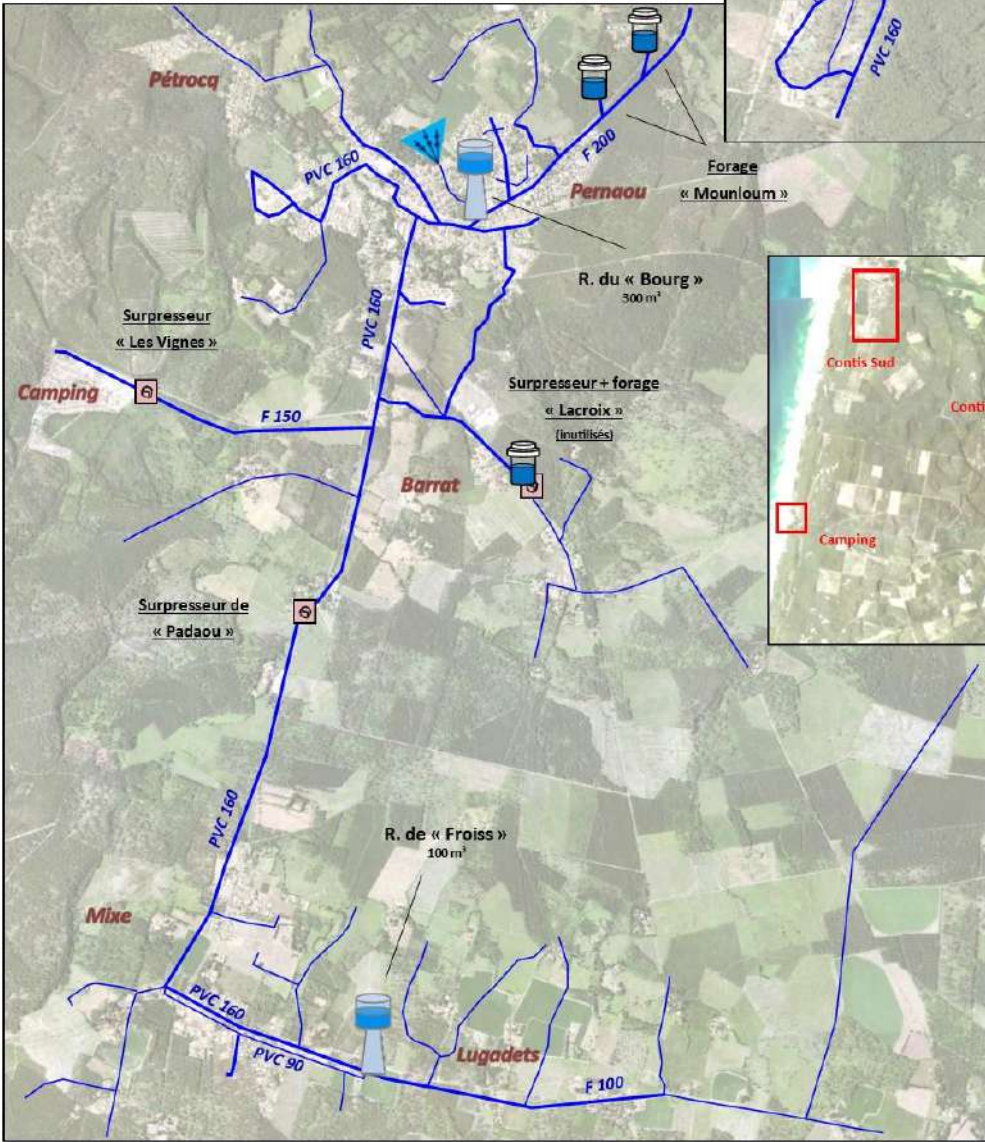 PVC 160
Pétrocq
F 200
PVC 160
Pernaou
Forage
« Mounloum »
R. du « Bourg »
300 m³
PVC 160
Surpresseur
« Les Vignes »
Camping
F 150
Surpresseur + forage
« Lacroix »
(inutilisés)
Barrat
Contis Sud
Conti
Camping
Surpresseur de
« Padaou »
PVC 160
R. de « Froiss »
100 m³
Mixe
PVC 160
PVC 90
Lugadets
F 100